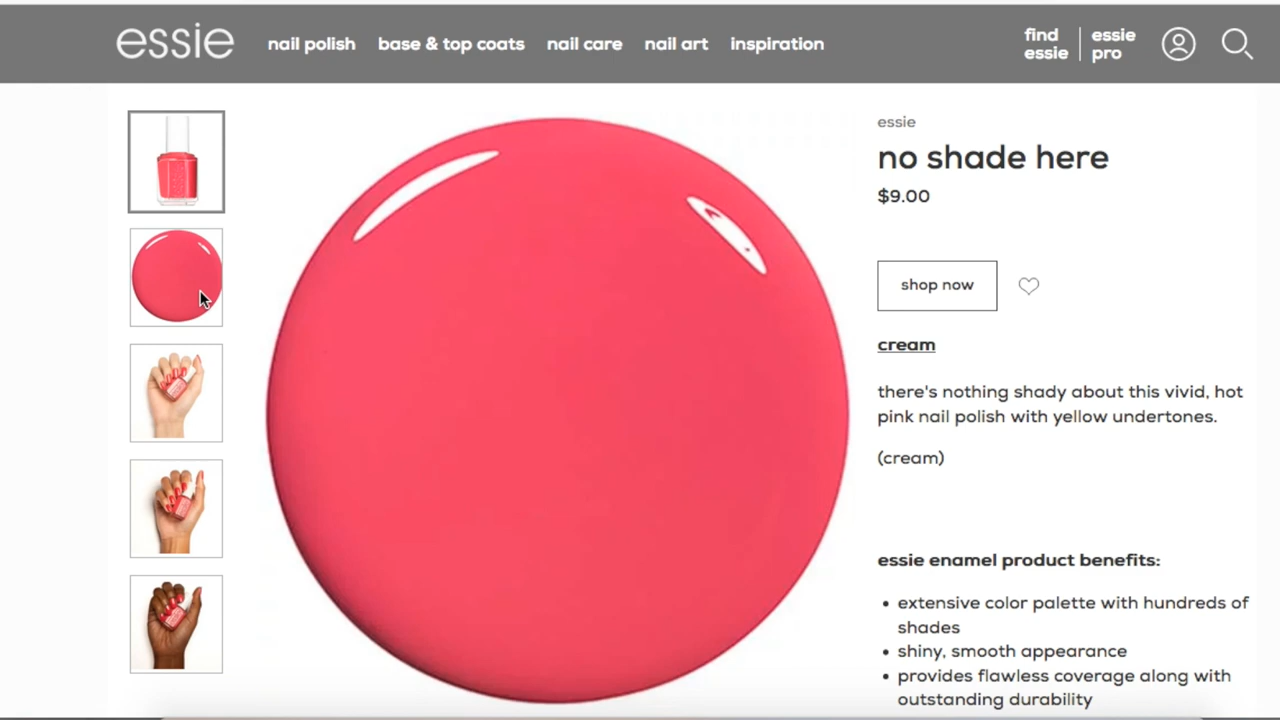 essie
nail polish
base & top coats
nail care
nail art
inspiration
find
essie
essie
pro
essie
no shade here
$9.00
shop now
cream
there's nothing shady about this vivid, hot
pink nail polish with yellow undertones.
(cream)
essie enamel product benefits:
• extensive color palette with hundreds of
shades
• shiny, smooth appearance
• provides flawless coverage along with
outstanding durability